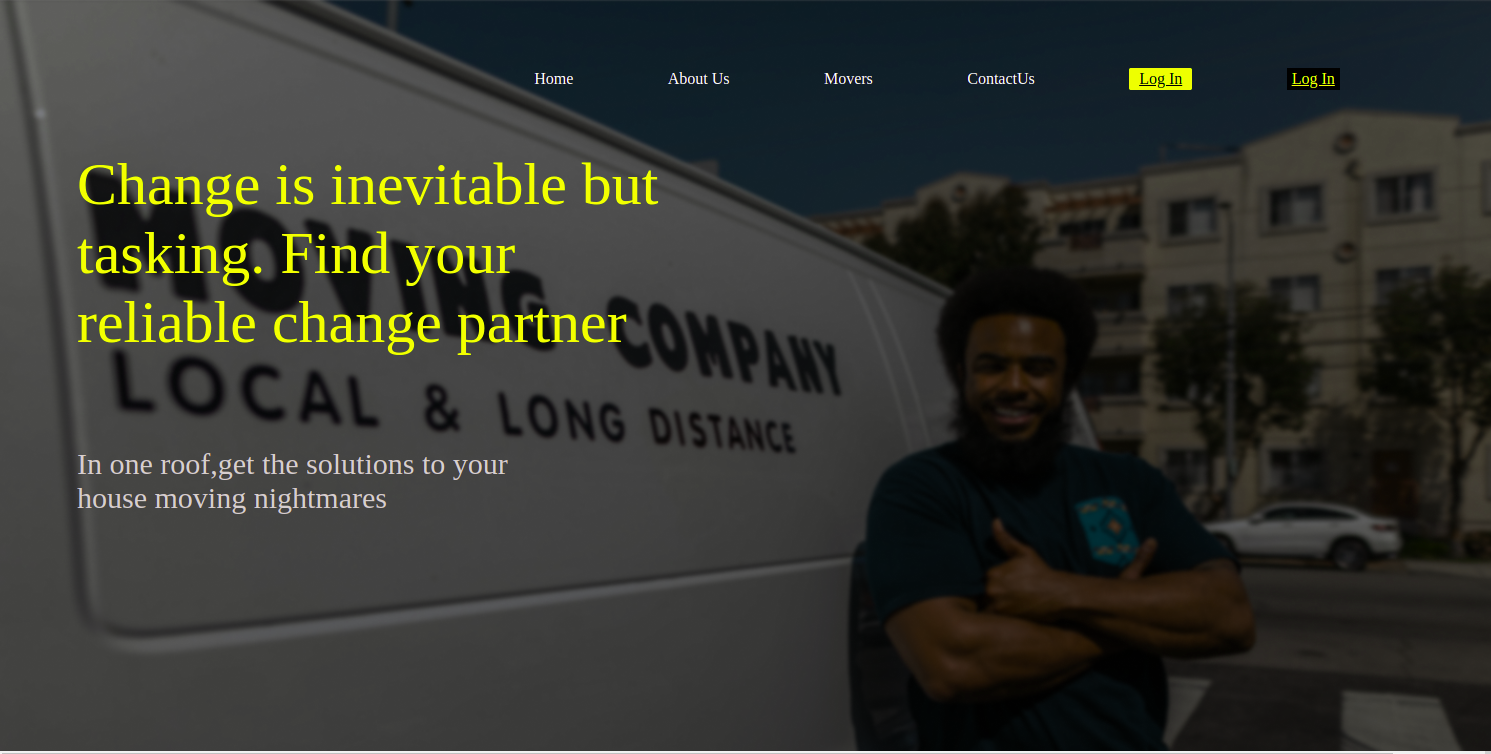 Home About Us Movers ContactUs Log In Log In
Change is inevitable but
tasking. Find your
reliable change partner
MOVING COMPANY
LOCAL & LONG DISTANCE
In one roof,get the solutions to your
house moving nightmares